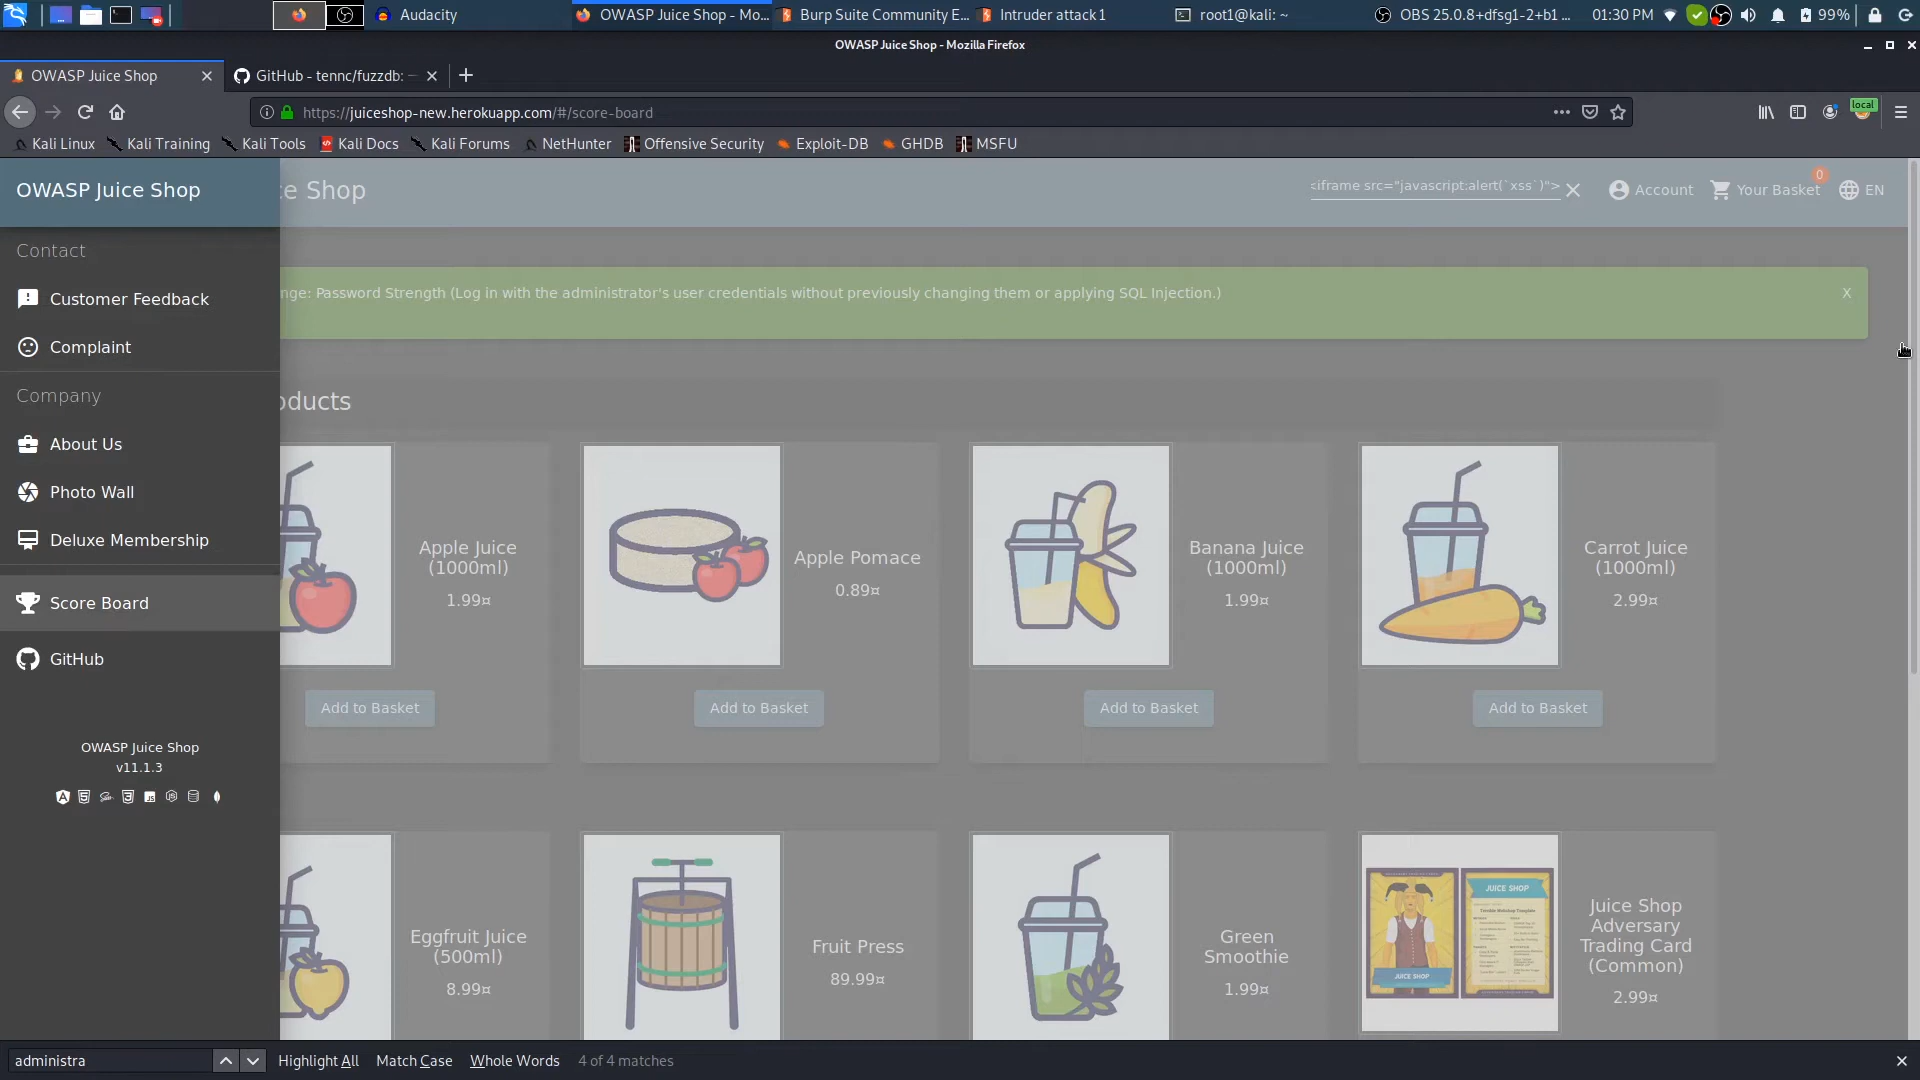 Audacity
OWASP Juice Shop - Mo...
Burp Suite Community E...
Intruder attack 1
root1@kali: ~
OBS 25.0.8+dfsg1-2+b1 ...
01:30 PM
99%
OWASP Juice Shop - Mozilla Firefox
OWASP Juice Shop
GitHub - tennc/fuzzdb: —
https://juiceshop-new.herokuapp.com/#/score-board
local
Kali Linux
Kali Training
Kali Tools
Kali Docs
Kali Forums
NetHunter
Offensive Security
Exploit-DB
GHDB
MSFU
OWASP Juice Shop
ce Shop
<iframe src="javascript:alert(`xss`)">
Account
Your Basket
0
EN
Contact
Customer Feedback
Complaint
Company
About Us
Photo Wall
Deluxe Membership
Score Board
GitHub
OWASP Juice Shop
v11.1.3
nge: Password Strength (Log in with the administrator's user credentials without previously changing them or applying SQL Injection.)
X
oducts
Apple Juice
(1000ml)
1.99¤
Add to Basket
Apple Pomace
0.89¤
Add to Basket
Banana Juice
(1000ml)
1.99¤
Add to Basket
Carrot Juice
(1000ml)
2.99¤
Add to Basket
Eggfruit Juice
(500ml)
8.99¤
Fruit Press
89.99¤
Green
Smoothie
1.99¤
JUICE SHOP
JUICE SHOP
Juice Shop
Adversary
Trading Card
(Common)
2.99¤
administra
Highlight All
Match Case
Whole Words
4 of 4 matches